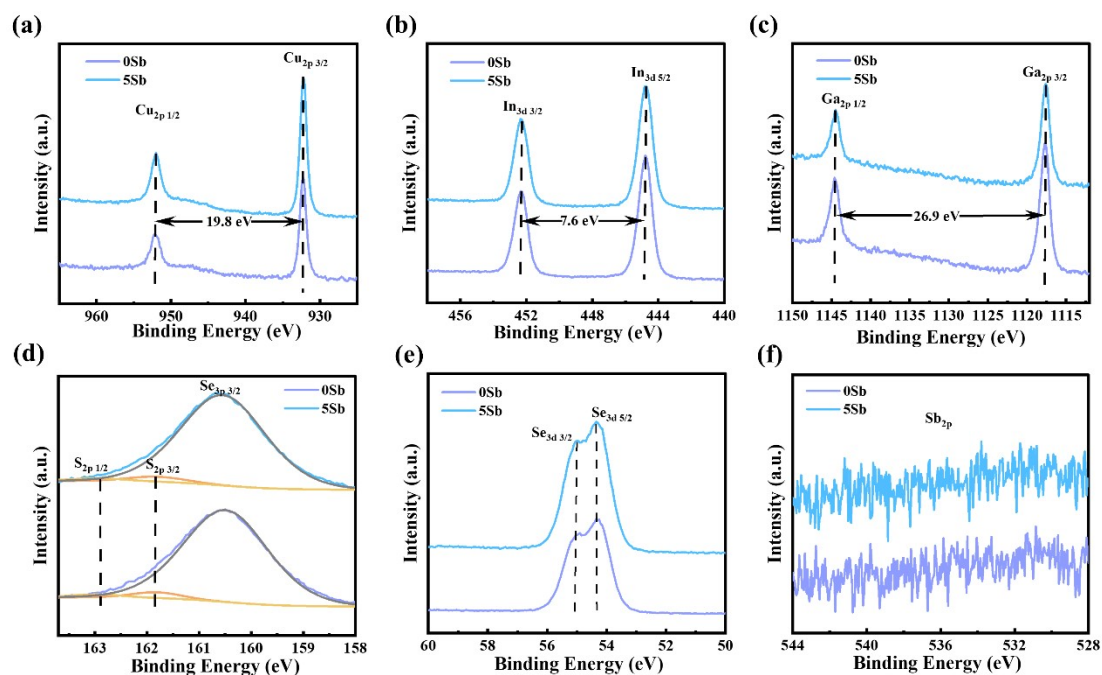 (a)
0Sb
5Sb
Cu2p 1/2
Cu2p 3/2
19.8 eV
Intensity (a.u.)
960 950 940 930
Binding Energy (eV)
(b)
0Sb
5Sb
In3d 3/2
In3d 5/2
7.6 eV
Intensity (a.u.)
456 452 448 444 440
Binding Energy (eV)
(c)
0Sb
5Sb
Ga2p 1/2
Ga2p 3/2
26.9 eV
Intensity (a.u.)
1150 1145 1140 1135 1130 1125 1120 1115
Binding Energy (eV)
(d)
Se3p 3/2
0Sb
5Sb
S2p 1/2
S2p 3/2
Intensity (a.u.)
163 162 161 160 159 158
Binding Energy (eV)
(e)
0Sb
5Sb
Se3d 3/2
Se3d 5/2
Intensity (a.u.)
60 58 56 54 52 50
Binding Energy (eV)
(f)
0Sb
5Sb
Sb2p
Intensity (a.u.)
544 540 536 532 528
Binding Energy (eV)